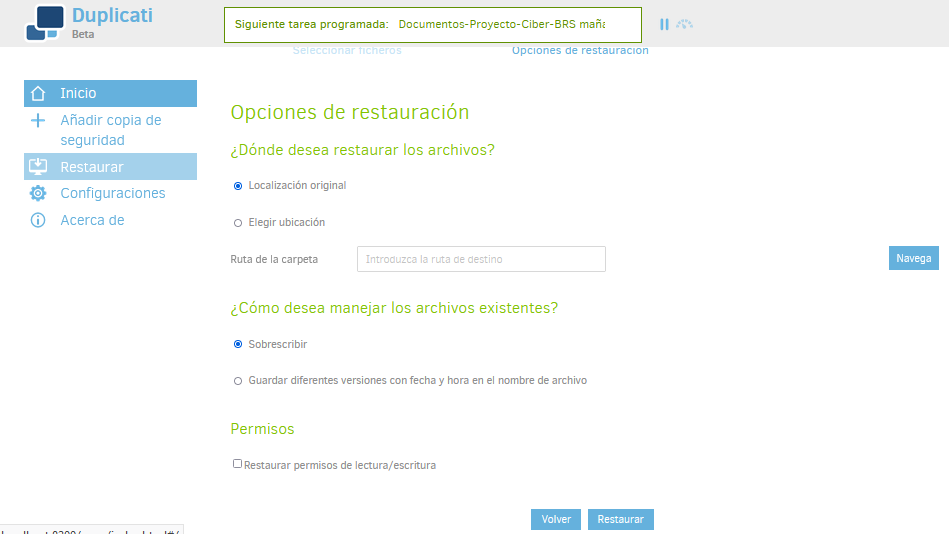 Duplicati
Beta
Siguiente tarea programada: Documentos-Proyecto-Ciber-BRS maña
Seleccionar ficheros
Opciones de restauración
Inicio
Añadir copia de
seguridad
Restaurar
Configuraciones
Acerca de
Opciones de restauración
¿Dónde desea restaurar los archivos?
Localización original
Elegir ubicación
Ruta de la carpeta
Introduzca la ruta de destino
Navega
¿Cómo desea manejar los archivos existentes?
Sobrescribir
Guardar diferentes versiones con fecha y hora en el nombre de archivo
Permisos
Restaurar permisos de lectura/escritura
Volver
Restaurar